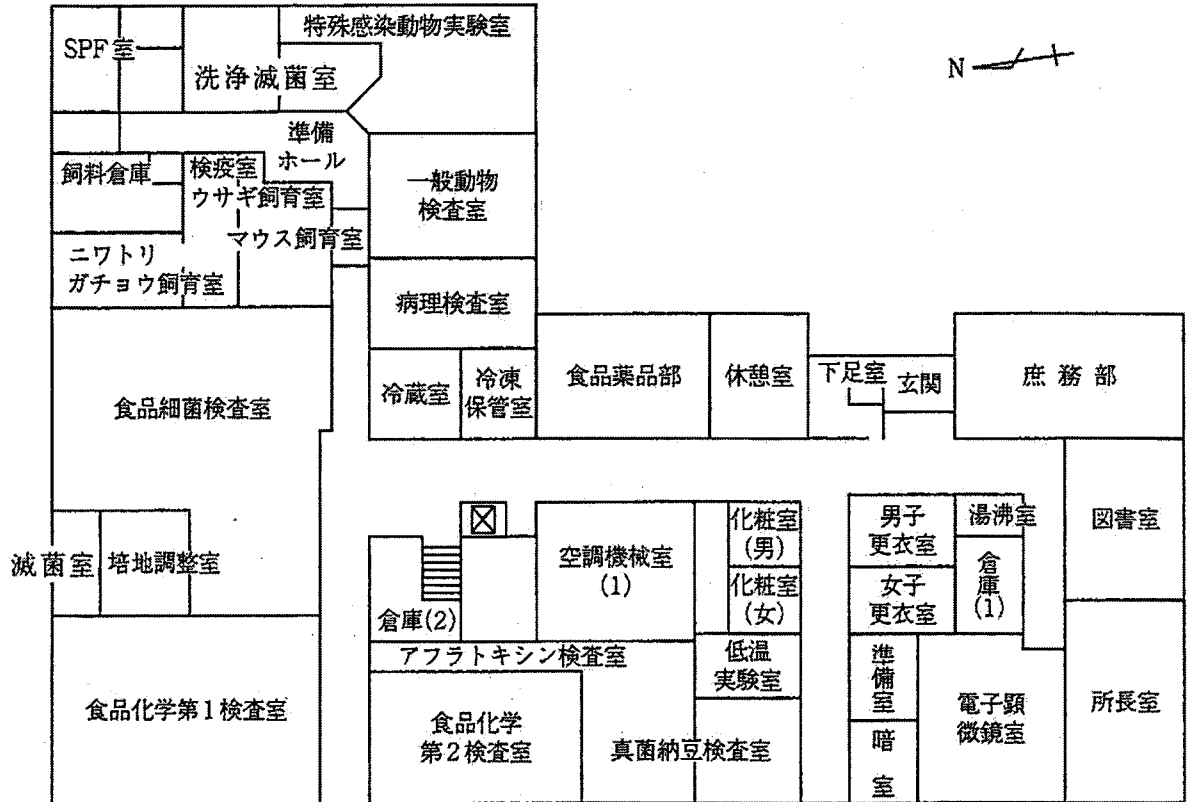 特殊感染動物実験室
SPF室
洗浄滅菌室
N
準備
ホール
飼料倉庫
検疫室
ウサギ飼育室
一般動物
検査室
マウス飼育室
ニワトリ
ガチョウ飼育室
病理検査室
食品細菌検査室
冷蔵室
冷凍
保管室
食品薬品部
休憩室
下足室
玄関
庶務部
滅菌室
培地調整室
倉庫(2)
空調機械室
(1)
化粧室
(男)
化粧室
(女)
男子
更衣室
湯沸室
女子
更衣室
倉庫
(1)
図書室
アフラトキシン検査室
低温
実験室
食品化学第1検査室
食品化学
第2検査室
真菌納豆検査室
準備室
暗室
電子顕
微鏡室
所長室